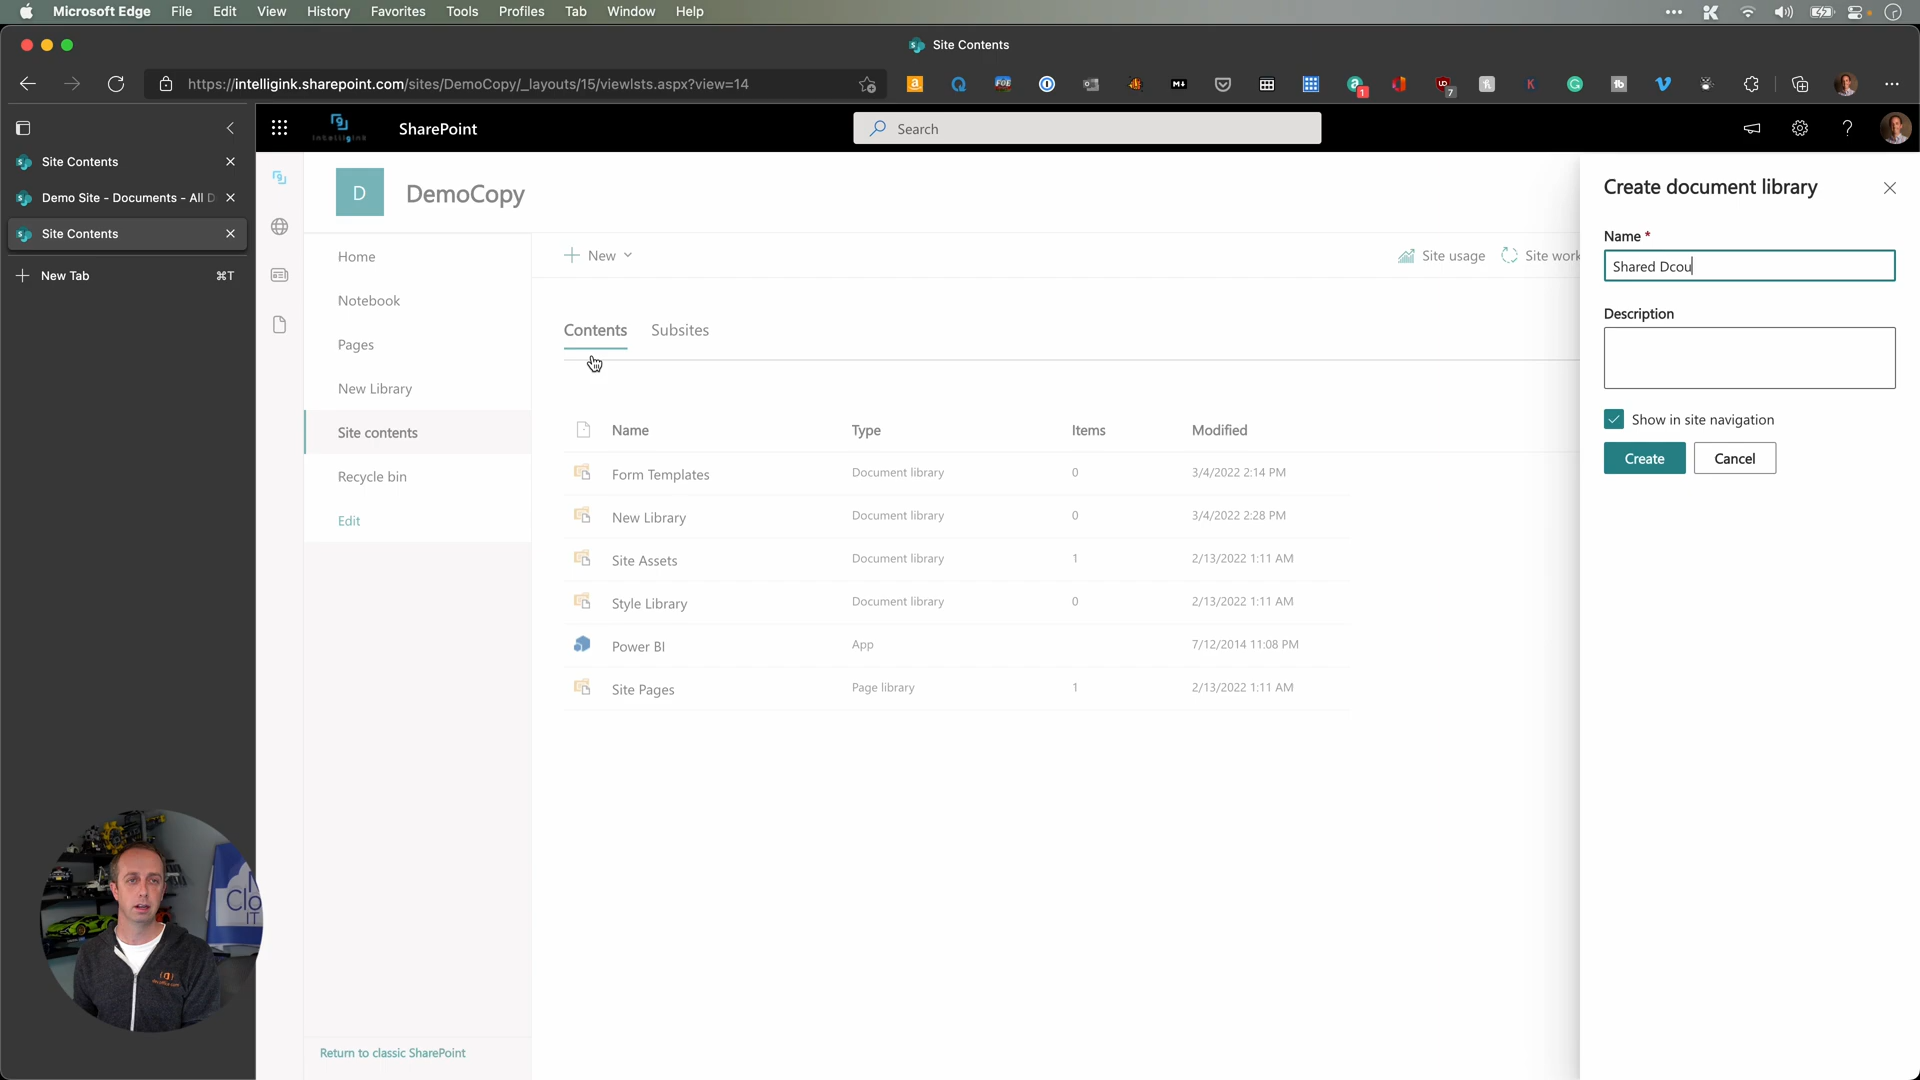 Microsoft Edge File Edit View History Favorites Tools Profiles Tab Window Help
Site Contents
https://intelligink.sharepoint.com/sites/DemoCopy/_layouts/15/viewlsts.aspx?view=14
SharePoint
Search
Site Contents
Demo Site - Documents - All D
Site Contents
New Tab ⌘T
D
DemoCopy
Home
Notebook
Pages
New Library
Site contents
Recycle bin
Edit
Return to classic SharePoint
New
Site usage
Site work
Contents
Subsites
Name Type Items Modified
Form Templates Document library 0 3/4/2022 2:14 PM
New Library Document library 0 3/4/2022 2:28 PM
Site Assets Document library 1 2/13/2022 1:11 AM
Style Library Document library 0 2/13/2022 1:11 AM
Power BI App 7/12/2014 11:08 PM
Site Pages Page library 1 2/13/2022 1:11 AM
Create document library
Name *
Shared Dcou
Description
Show in site navigation
Create
Cancel